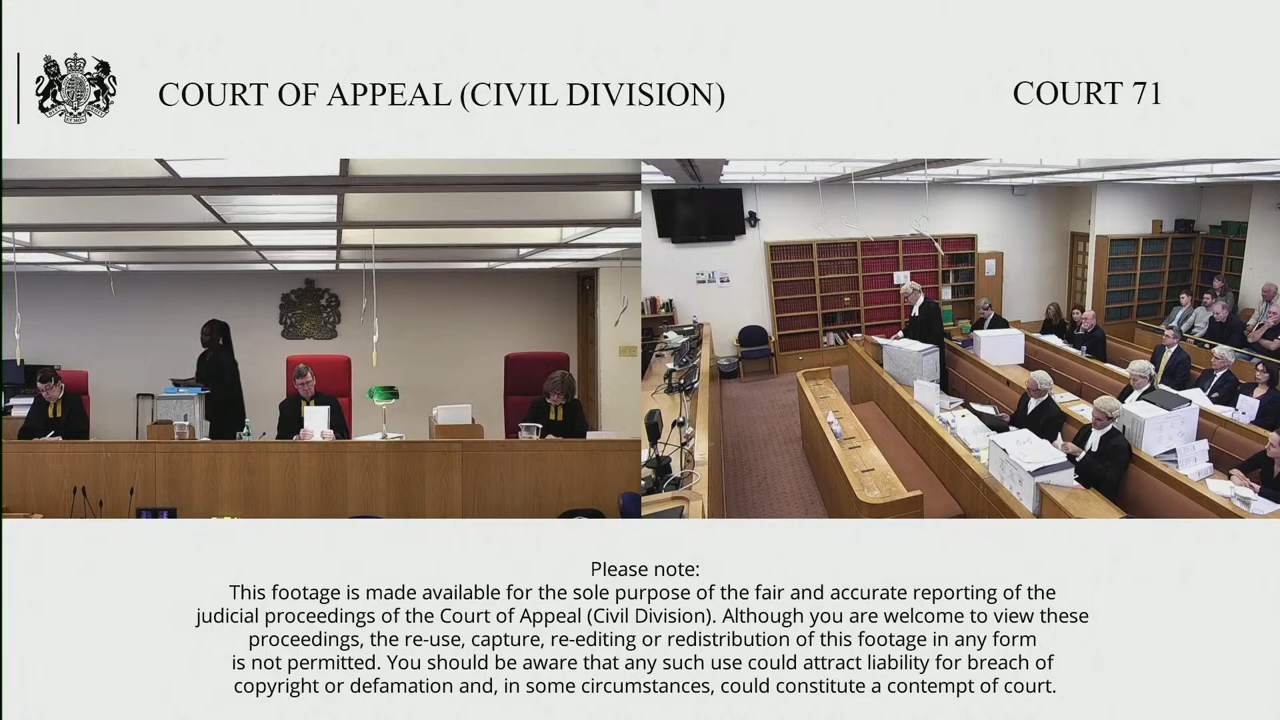 COURT OF APPEAL (CIVIL DIVISION)
COURT 71
Please note:
This footage is made available for the sole purpose of the fair and accurate reporting of the
judicial proceedings of the Court of Appeal (Civil Division). Although you are welcome to view these
proceedings, the re-use, capture, re-editing or redistribution of this footage in any form
is not permitted. You should be aware that any such use could attract liability for breach of
copyright or defamation and, in some circumstances, could constitute a contempt of court.